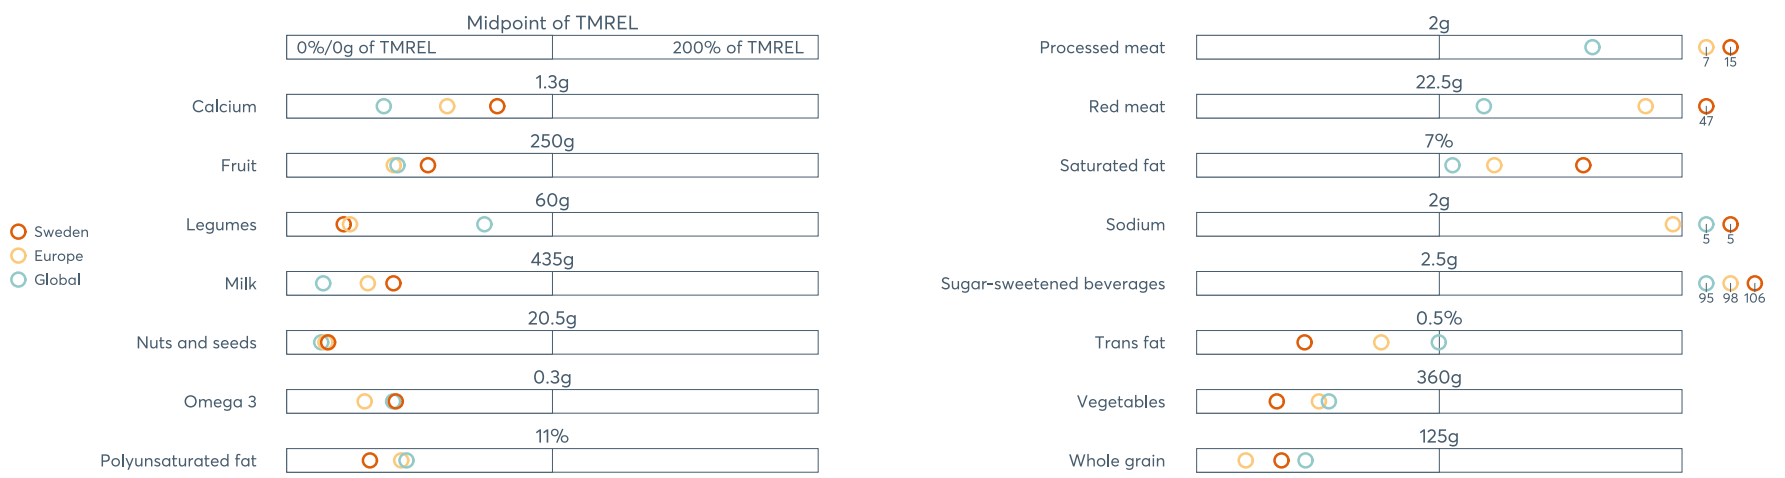 Midpoint of TMREL
0%/0g of TMREL
200% of TMREL
1.3g
Calcium
250g
Fruit
60g
Legumes
435g
Milk
20.5g
Nuts and seeds
0.3g
Omega 3
11%
Polyunsaturated fat
Sweden
Europe
Global
2g
Processed meat
7
15
22.5g
Red meat
47
7%
Saturated fat
2g
Sodium
5
5
2.5g
Sugar-sweetened beverages
95
98
106
0.5%
Trans fat
360g
Vegetables
125g
Whole grain